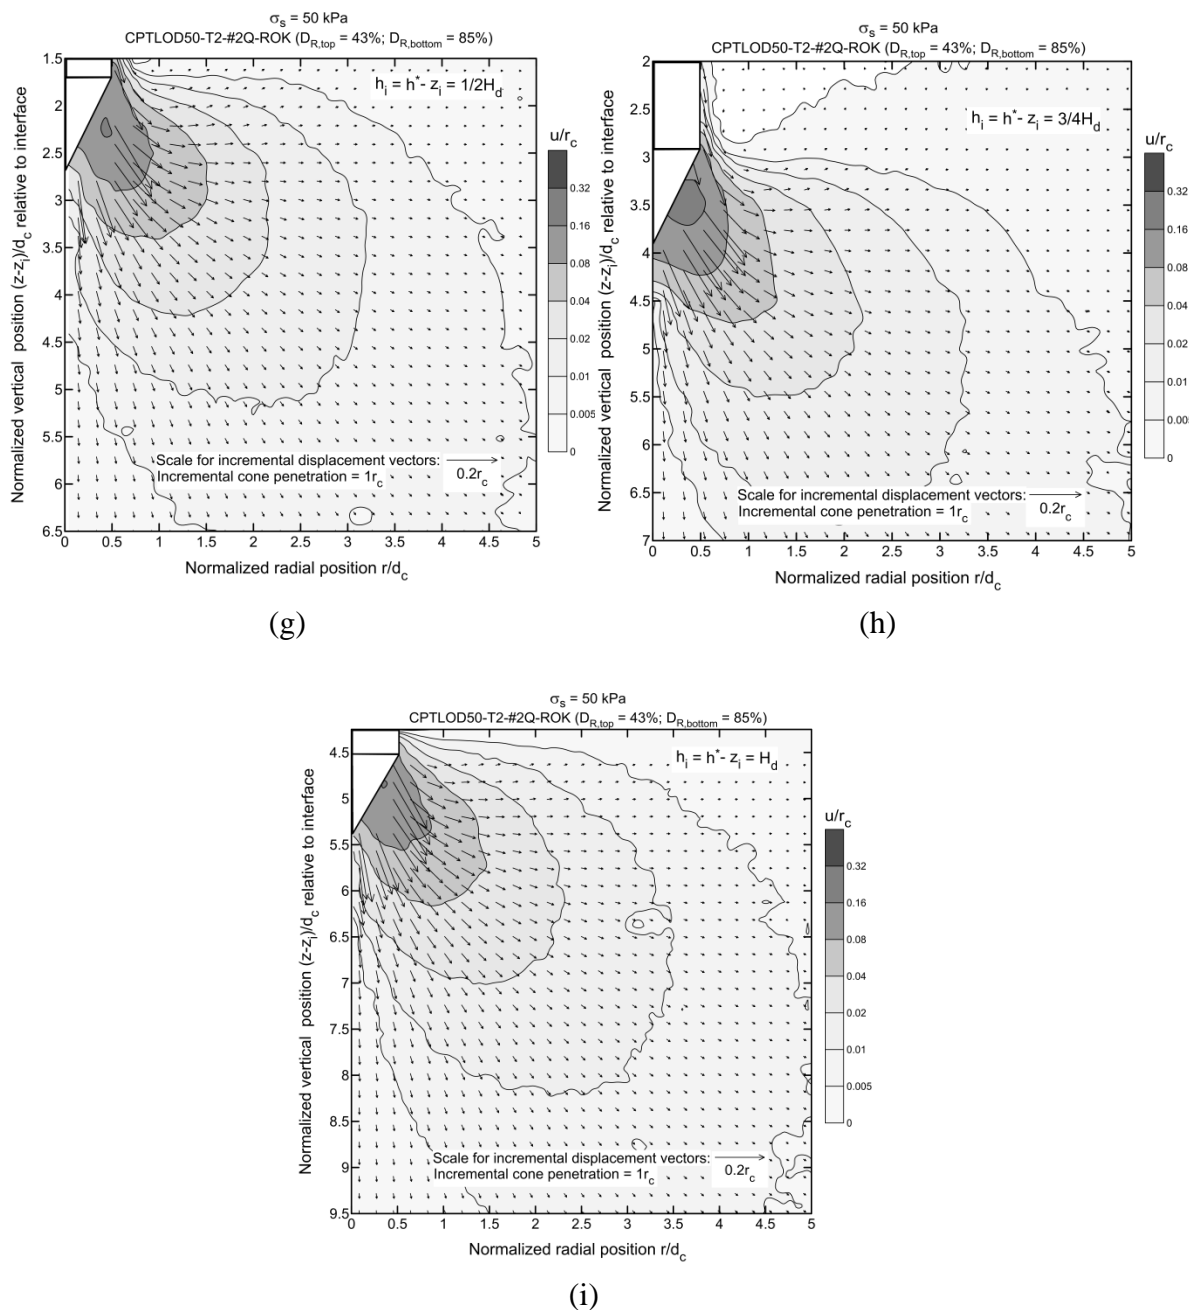 σs = 50 kPa
CPTLOD50-T2-#2Q-ROK (DR,top = 43%; DR,bottom = 85%)
hi = h*- zi = 1/2Hd
Normalized vertical position (z-zi)/dc relative to interface
1.5
2
2.5
3
3.5
4
4.5
5
5.5
6
6.5
0 0.5 1 1.5 2 2.5 3 3.5 4 4.5 5
Normalized radial position r/dc
Scale for incremental displacement vectors:
Incremental cone penetration = 1rc
0.2rc
u/rc
0.32
0.16
0.08
0.04
0.02
0.01
0.005
0
(g)
σs = 50 kPa
CPTLOD50-T2-#2Q-ROK (DR,top = 43%; DR,bottom = 85%)
hi = h*- zi = 3/4Hd
Normalized vertical position (z-zi)/dc relative to interface
2
2.5
3
3.5
4
4.5
5
5.5
6
6.5
7
0 0.5 1 1.5 2 2.5 3 3.5 4 4.5 5
Normalized radial position r/dc
Scale for incremental displacement vectors:
Incremental cone penetration = 1rc
0.2rc
u/rc
0.32
0.16
0.08
0.04
0.02
0.01
0.00
0
(h)
σs = 50 kPa
CPTLOD50-T2-#2Q-ROK (DR,top = 43%; DR,bottom = 85%)
hi = h*- zi = Hd
Normalized vertical position (z-zi)/dc relative to interface
4.5
5
5.5
6
6.5
7
7.5
8
8.5
9
9.5
0 0.5 1 1.5 2 2.5 3 3.5 4 4.5 5
Normalized radial position r/dc
Scale for incremental displacement vectors:
Incremental cone penetration = 1rc
0.2rc
u/rc
0.32
0.16
0.08
0.04
0.02
0.01
0.005
0
(i)